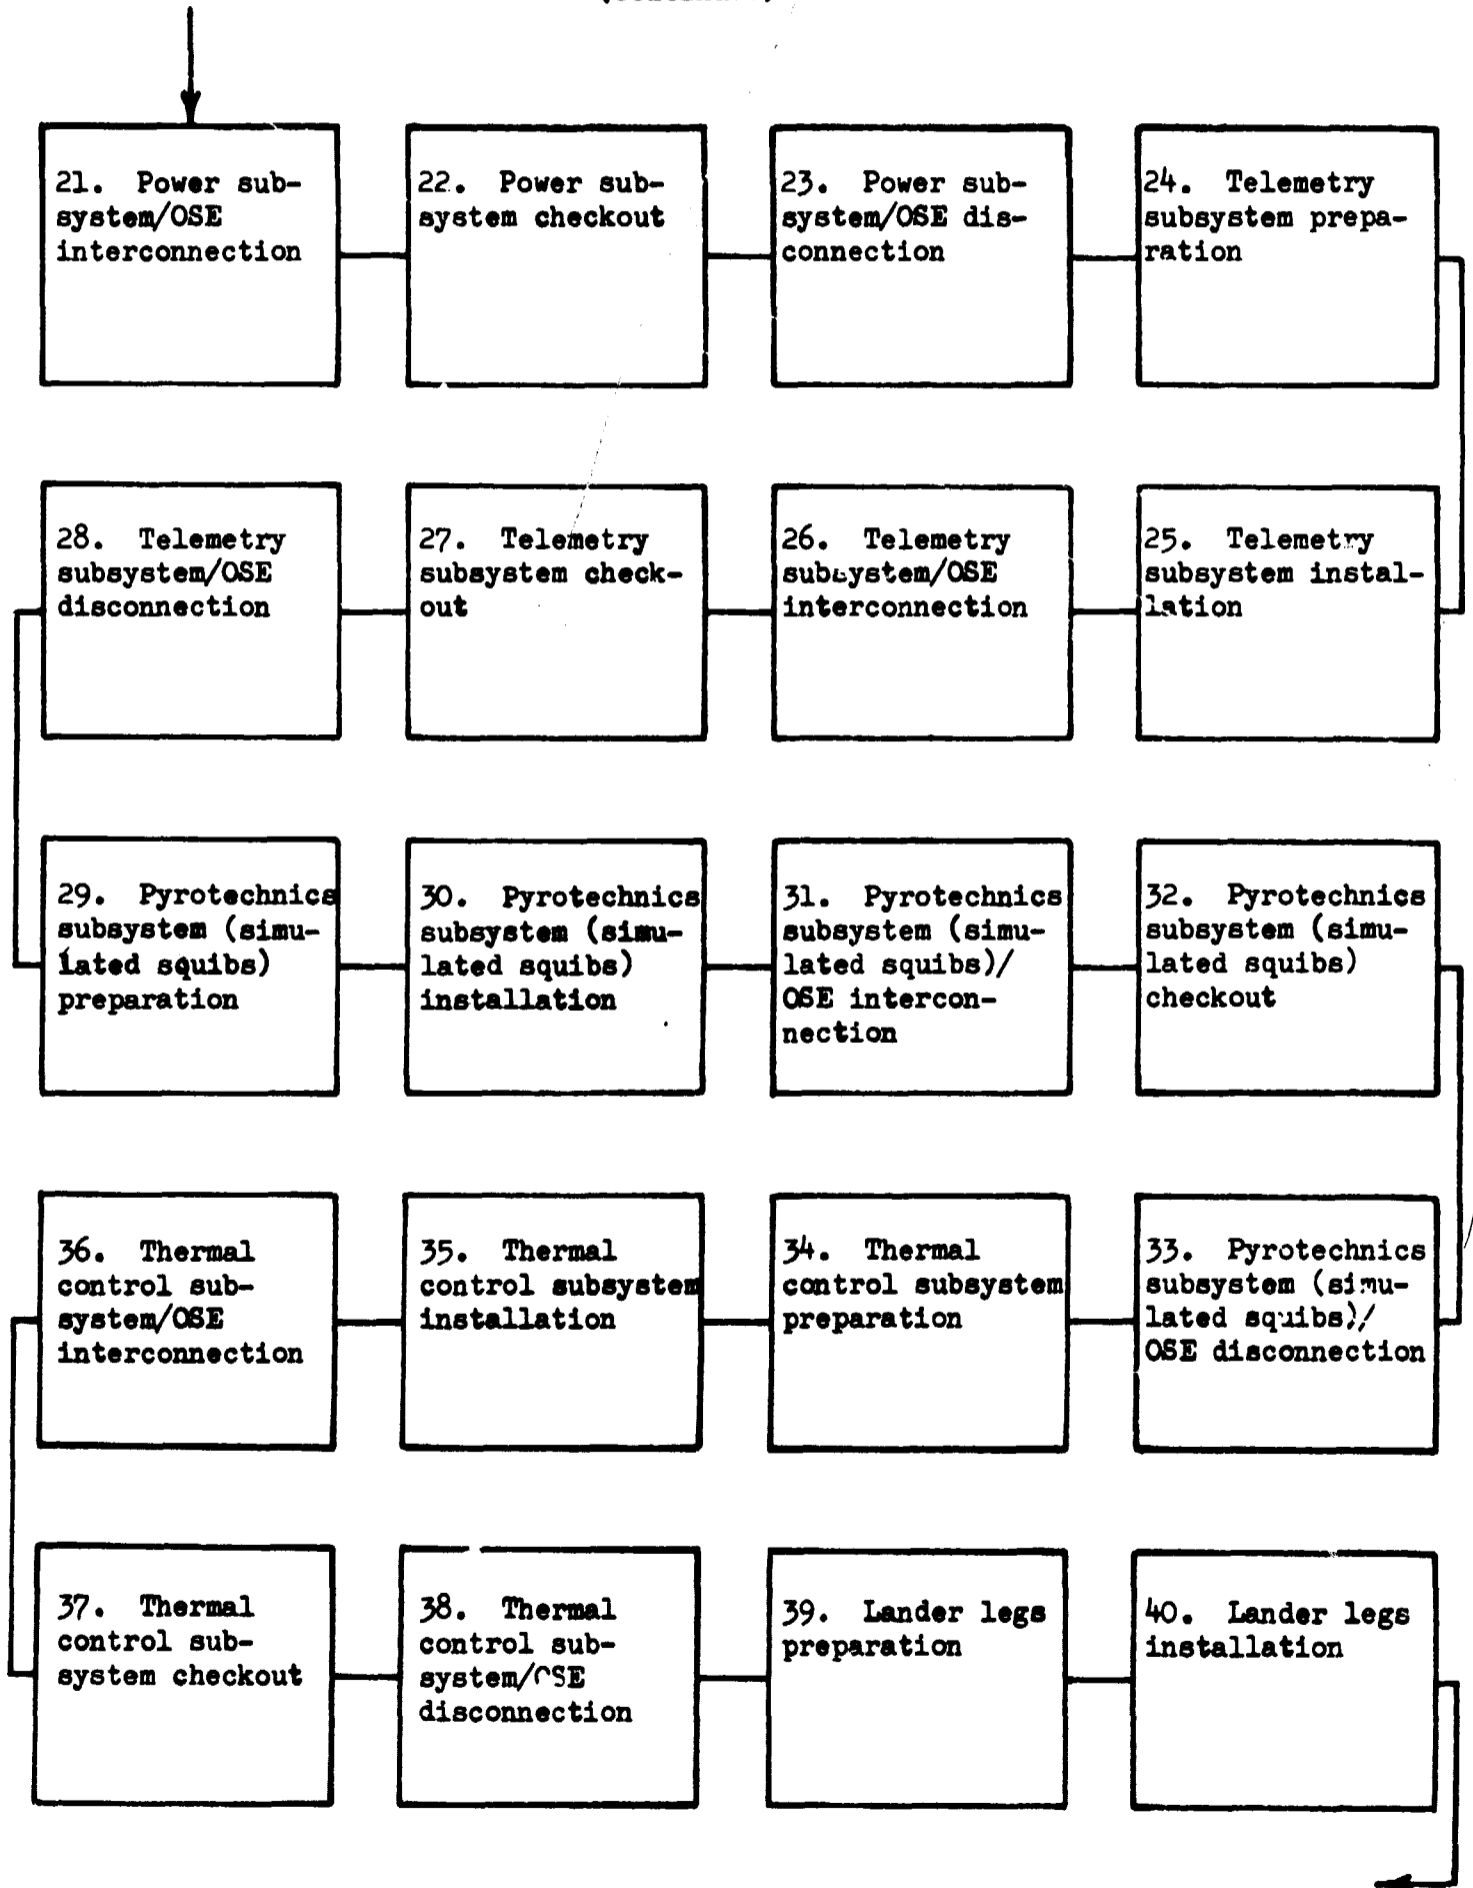 21. Power sub-
system/OSE
interconnection
22. Power sub-
system checkout
23. Power sub-
system/OSE dis-
connection
24. Telemetry
subsystem prepa-
ration
28. Telemetry
subsystem/OSE
disconnection
27. Telemetry
subsystem check-
out
26. Telemetry
subsystem/OSE
interconnection
25. Telemetry
subsystem instal-
lation
29. Pyrotechnics
subsystem (simu-
lated squibs)
preparation
30. Pyrotechnics
subsystem (simu-
lated squibs)
installation
31. Pyrotechnics
subsystem (simu-
lated squibs)/
OSE intercon-
nection
32. Pyrotechnics
subsystem (simu-
lated squibs)
checkout
36. Thermal
control sub-
system/OSE
interconnection
35. Thermal
control subsystem
installation
34. Thermal
control subsystem
preparation
33. Pyrotechnics
subsystem (simu-
lated squibs)/
OSE disconnection
37. Thermal
control sub-
system checkout
38. Thermal
control sub-
system/OSE
disconnection
39. Lander legs
preparation
40. Lander legs
installation